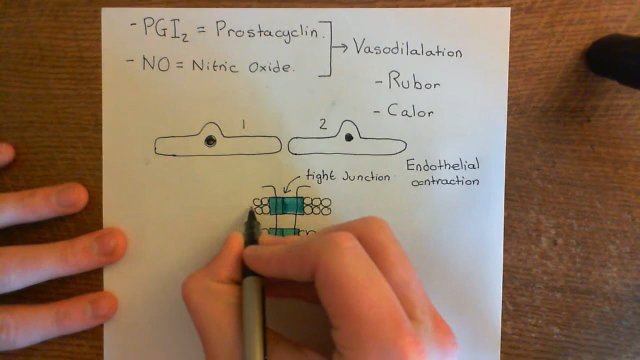 - PGI₂ = Prostacyclin.
- NO = Nitric Oxide.
→ Vasodilalation
- Rubor
- Calor
1
2
tight Junction
Endothelial
contraction